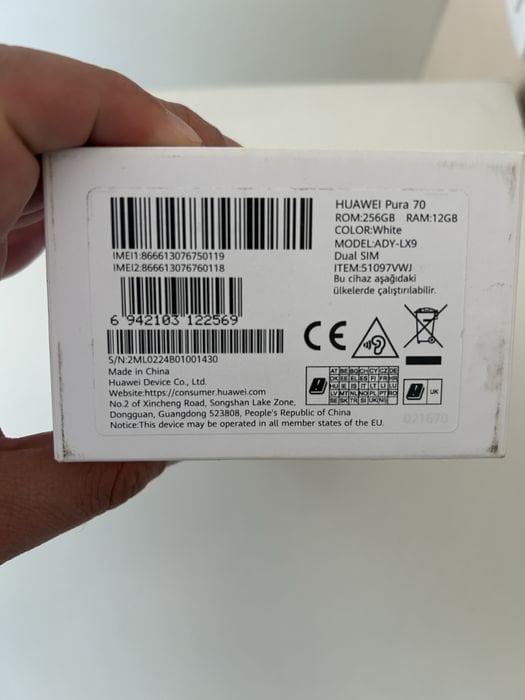 HUAWEI Pura 70
ROM:256GB RAM:12GB
COLOR:White
MODEL:ADY-LX9
Dual SIM
ITEM:51097VWJ
Bu cihaz aşağıdaki
ülkelerde çalıştırılabilir.
IMEI1:866613076750119
IMEI2:866613076760118
6 942103 122569
S/N:2ML0224B01001430
Made in China
Huawei Device Co., Ltd.
Website:https://consumer.huawei.com
No.2 of Xincheng Road, Songshan Lake Zone,
Dongguan, Guangdong 523808, People's Republic of China
Notice:This device may be operated in all member states of the EU.
CE
AT BE BG CH CY CZ DE
DK EE EL ES FI FR HR
HU IE IS IT LT LU LV
MT NL NO PL PT RO
SE SK TR SI UK(NI)
UK
021670